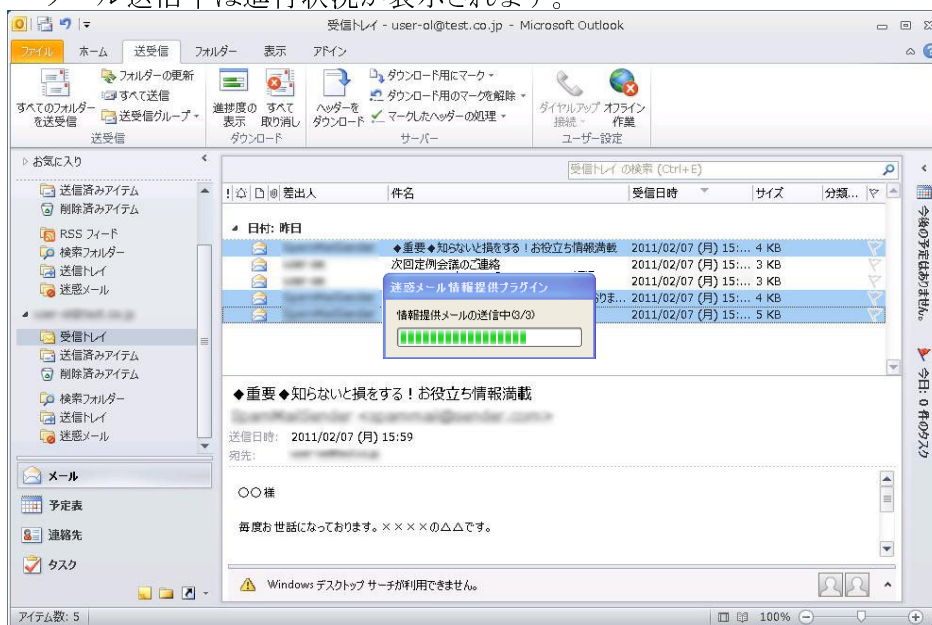 メール送信中は進行状況が表示されます。
受信トレイ - user-ol@test.co.jp - Microsoft Outlook
ファイル ホーム 送受信 フォルダー 表示 アドイン
すべてのフォルダーを送受信
フォルダーの更新
すべて送信
送受信グループ
送受信
進捗度の表示
すべて取り消し
ダウンロード
ヘッダーをダウンロード
ダウンロード用にマーク
ダウンロード用のマークを解除
マークしたヘッダーの処理
サーバー
ダイヤルアップ接続
オフライン作業
ユーザー設定
お気に入り
送信済みアイテム
削除済みアイテム
RSS フィード
検索フォルダー
送信トレイ
迷惑メール
受信トレイ
送信済みアイテム
削除済みアイテム
検索フォルダー
送信トレイ
迷惑メール
メール
予定表
連絡先
タスク
受信トレイ の検索 (Ctrl+E)
差出人 件名 受信日時 サイズ 分類...
日付: 昨日
◆重要◆知らないと損をする!お役立ち情報満載 2011/02/07 (月) 15:... 4 KB
次回定例会議のご連絡 2011/02/07 (月) 15:... 3 KB
2011/02/07 (月) 15:... 3 KB
りま... 2011/02/07 (月) 15:... 4 KB
2011/02/07 (月) 15:... 5 KB
迷惑メール情報提供プラグイン
情報提供メールの送信中(3/3)
◆重要◆知らないと損をする!お役立ち情報満載
送信日時: 2011/02/07 (月) 15:59
宛先:
○○様
毎度お世話になっております。××××の△△です。
Windows デスクトップ サーチが利用できません。
今後の予定はありません。
今日: 0 件のタスク
アイテム数: 5
100%